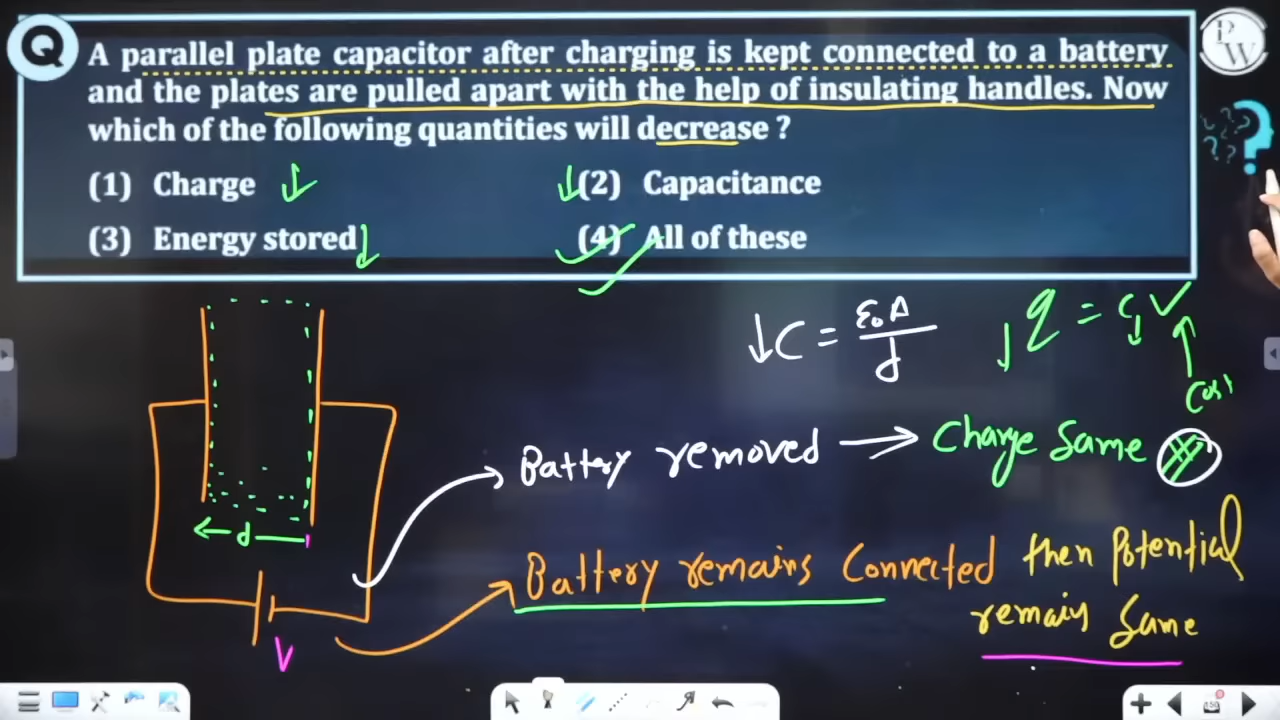 Q
A parallel plate capacitor after charging is kept connected to a battery
and the plates are pulled apart with the help of insulating handles. Now
which of the following quantities will decrease ?
(1) Charge ↓ ↓(2) Capacitance
(3) Energy stored ↓ (4) All of these
PW
↓C = ε₀A/d
↓q = C↓V
Battery removed → Charge Same
d
Battery remains Connected then Potential
remain Same
V